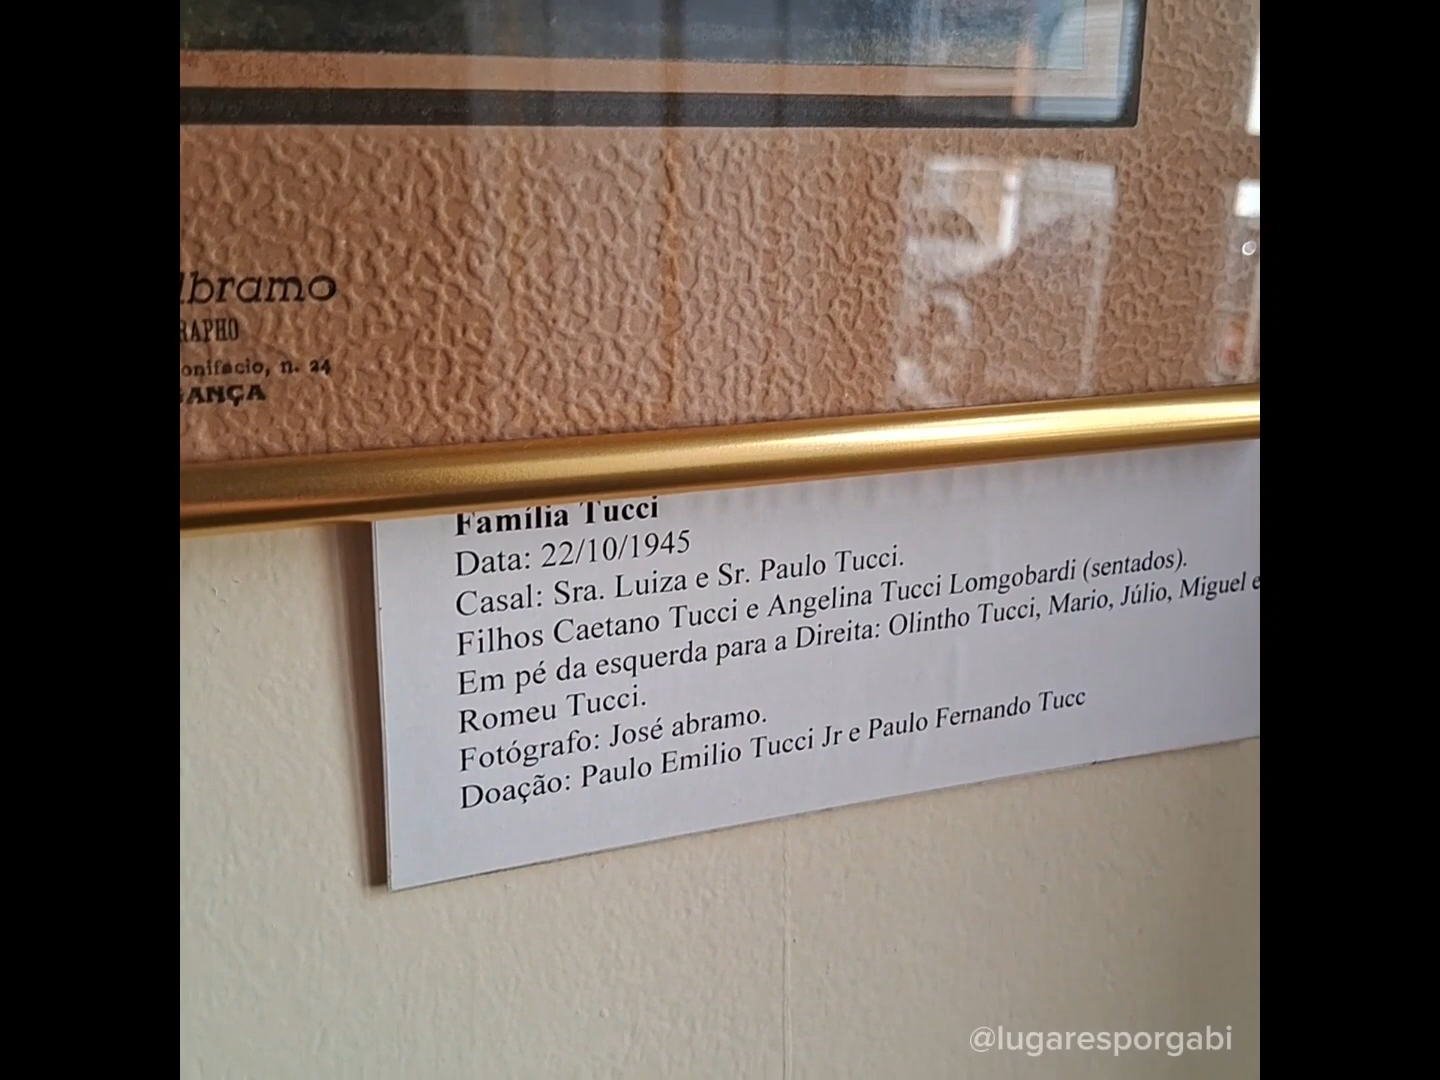 lbramo
RAPHO
onifacio, n. 24
ANÇA
Família Tucci
Data: 22/10/1945
Casal: Sra. Luiza e Sr. Paulo Tucci.
Filhos Caetano Tucci e Angelina Tucci Lomgobardi (sentados).
Em pé da esquerda para a Direita: Olintho Tucci, Mario, Júlio, Miguel e
Romeu Tucci.
Fotógrafo: José abramo.
Doação: Paulo Emilio Tucci Jr e Paulo Fernando Tucc
@lugaresporgabi